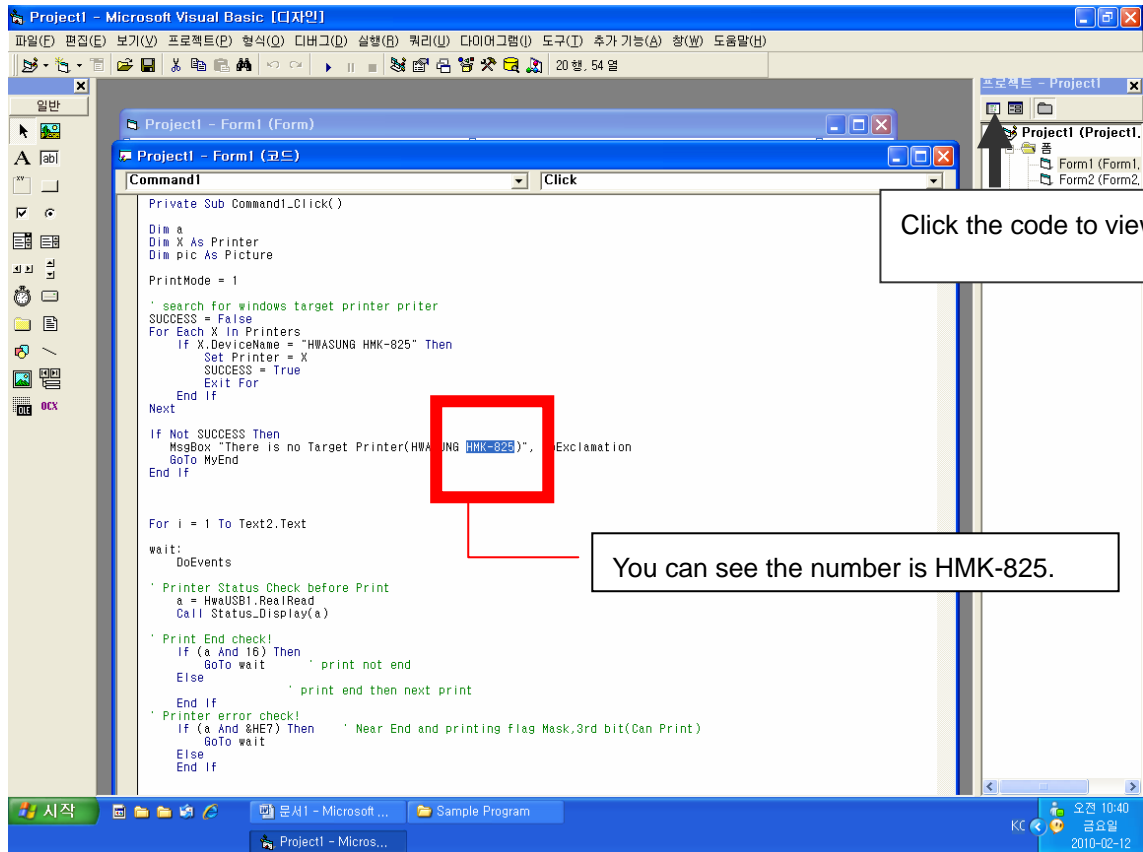 Project1 - Microsoft Visual Basic [디자인]
파일(F) 편집(E) 보기(V) 프로젝트(P) 형식(O) 디버그(D) 실행(R) 쿼리(U) 다이어그램(I) 도구(T) 추가 기능(A) 창(W) 도움말(H)
20 행, 54 열
일반
프로젝트 - Project1
Project1 - Form1 (Form)
Project1 (Project1.
폼
Form1 (Form1,
Form2 (Form2,
Project1 - Form1 (코드)
Command1
Click
Click the code to view
Private Sub Command1_Click()
Dim a
Dim X As Printer
Dim pic As Picture
PrintMode = 1
' search for windows target printer priter
SUCCESS = False
For Each X In Printers
If X.DeviceName = "HWASUNG HMK-825" Then
Set Printer = X
SUCCESS = True
Exit For
End If
Next
If Not SUCCESS Then
MsgBox "There is no Target Printer(HWASUNG HMK-825)", bExclamation
GoTo MyEnd
End If
For i = 1 To Text2.Text
wait:
DoEvents
You can see the number is HMK-825.
' Printer Status Check before Print
a = HwaUSB1.RealRead
Call Status_Display(a)
' Print End check!
If (a And 16) Then
GoTo wait ' print not end
Else
' print end then next print
End If
' Printer error check!
If (a And &HE7) Then ' Near End and printing flag Mask,3rd bit(Can Print)
GoTo wait
Else
End If
A
ab
OLE
OCX
시작
문서1 - Microsoft ...
Sample Program
Project1 - Micros...
KC
오전 10:40
금요일
2010-02-12